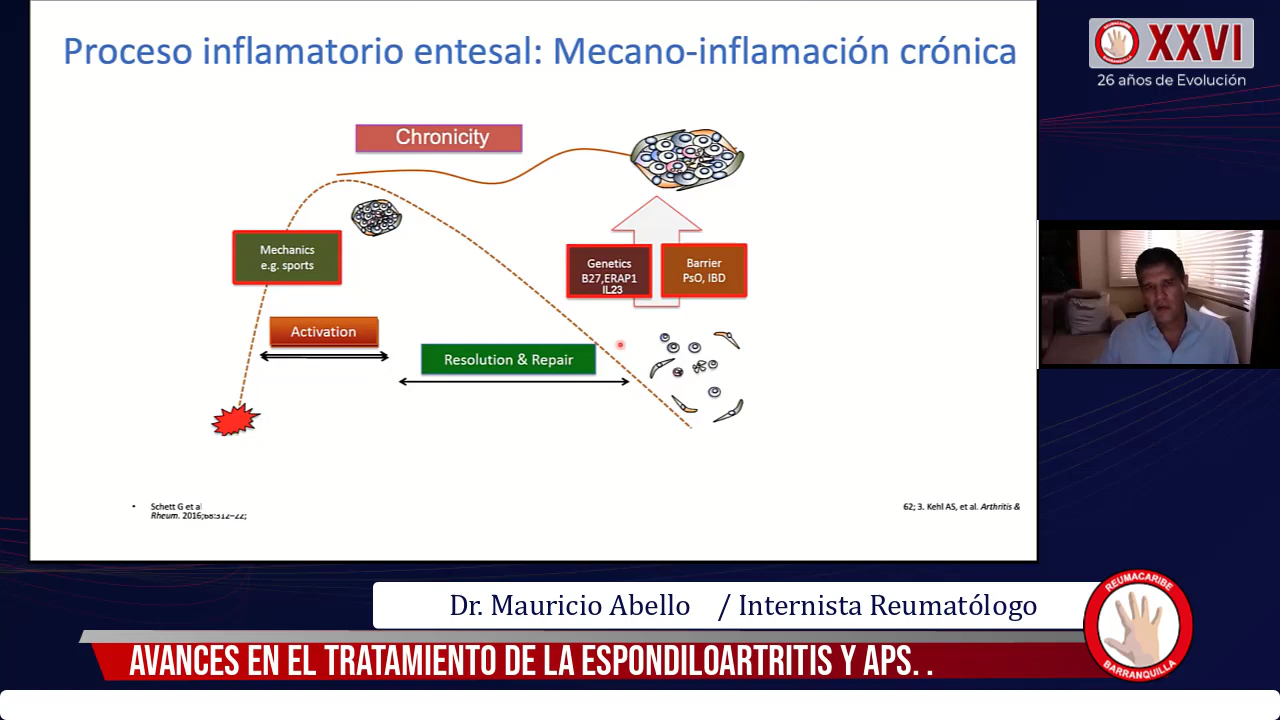 Proceso inflamatorio entesal: Mecano-inflamación crónica
XXVI
26 años de Evolución
Chronicity
Mechanics
e.g. sports
Genetics
B27,ERAP1
IL23
Barrier
PsO, IBD
Activation
Resolution & Repair
• Schett G et al
Rheum. 2016;68:312–22;
62; 3. Kehl AS, et al. Arthritis &
Dr. Mauricio Abello / Internista Reumatólogo
AVANCES EN EL TRATAMIENTO DE LA ESPONDILOARTRITIS Y APS. .
REUMACARIBE
BARRANQUILLA